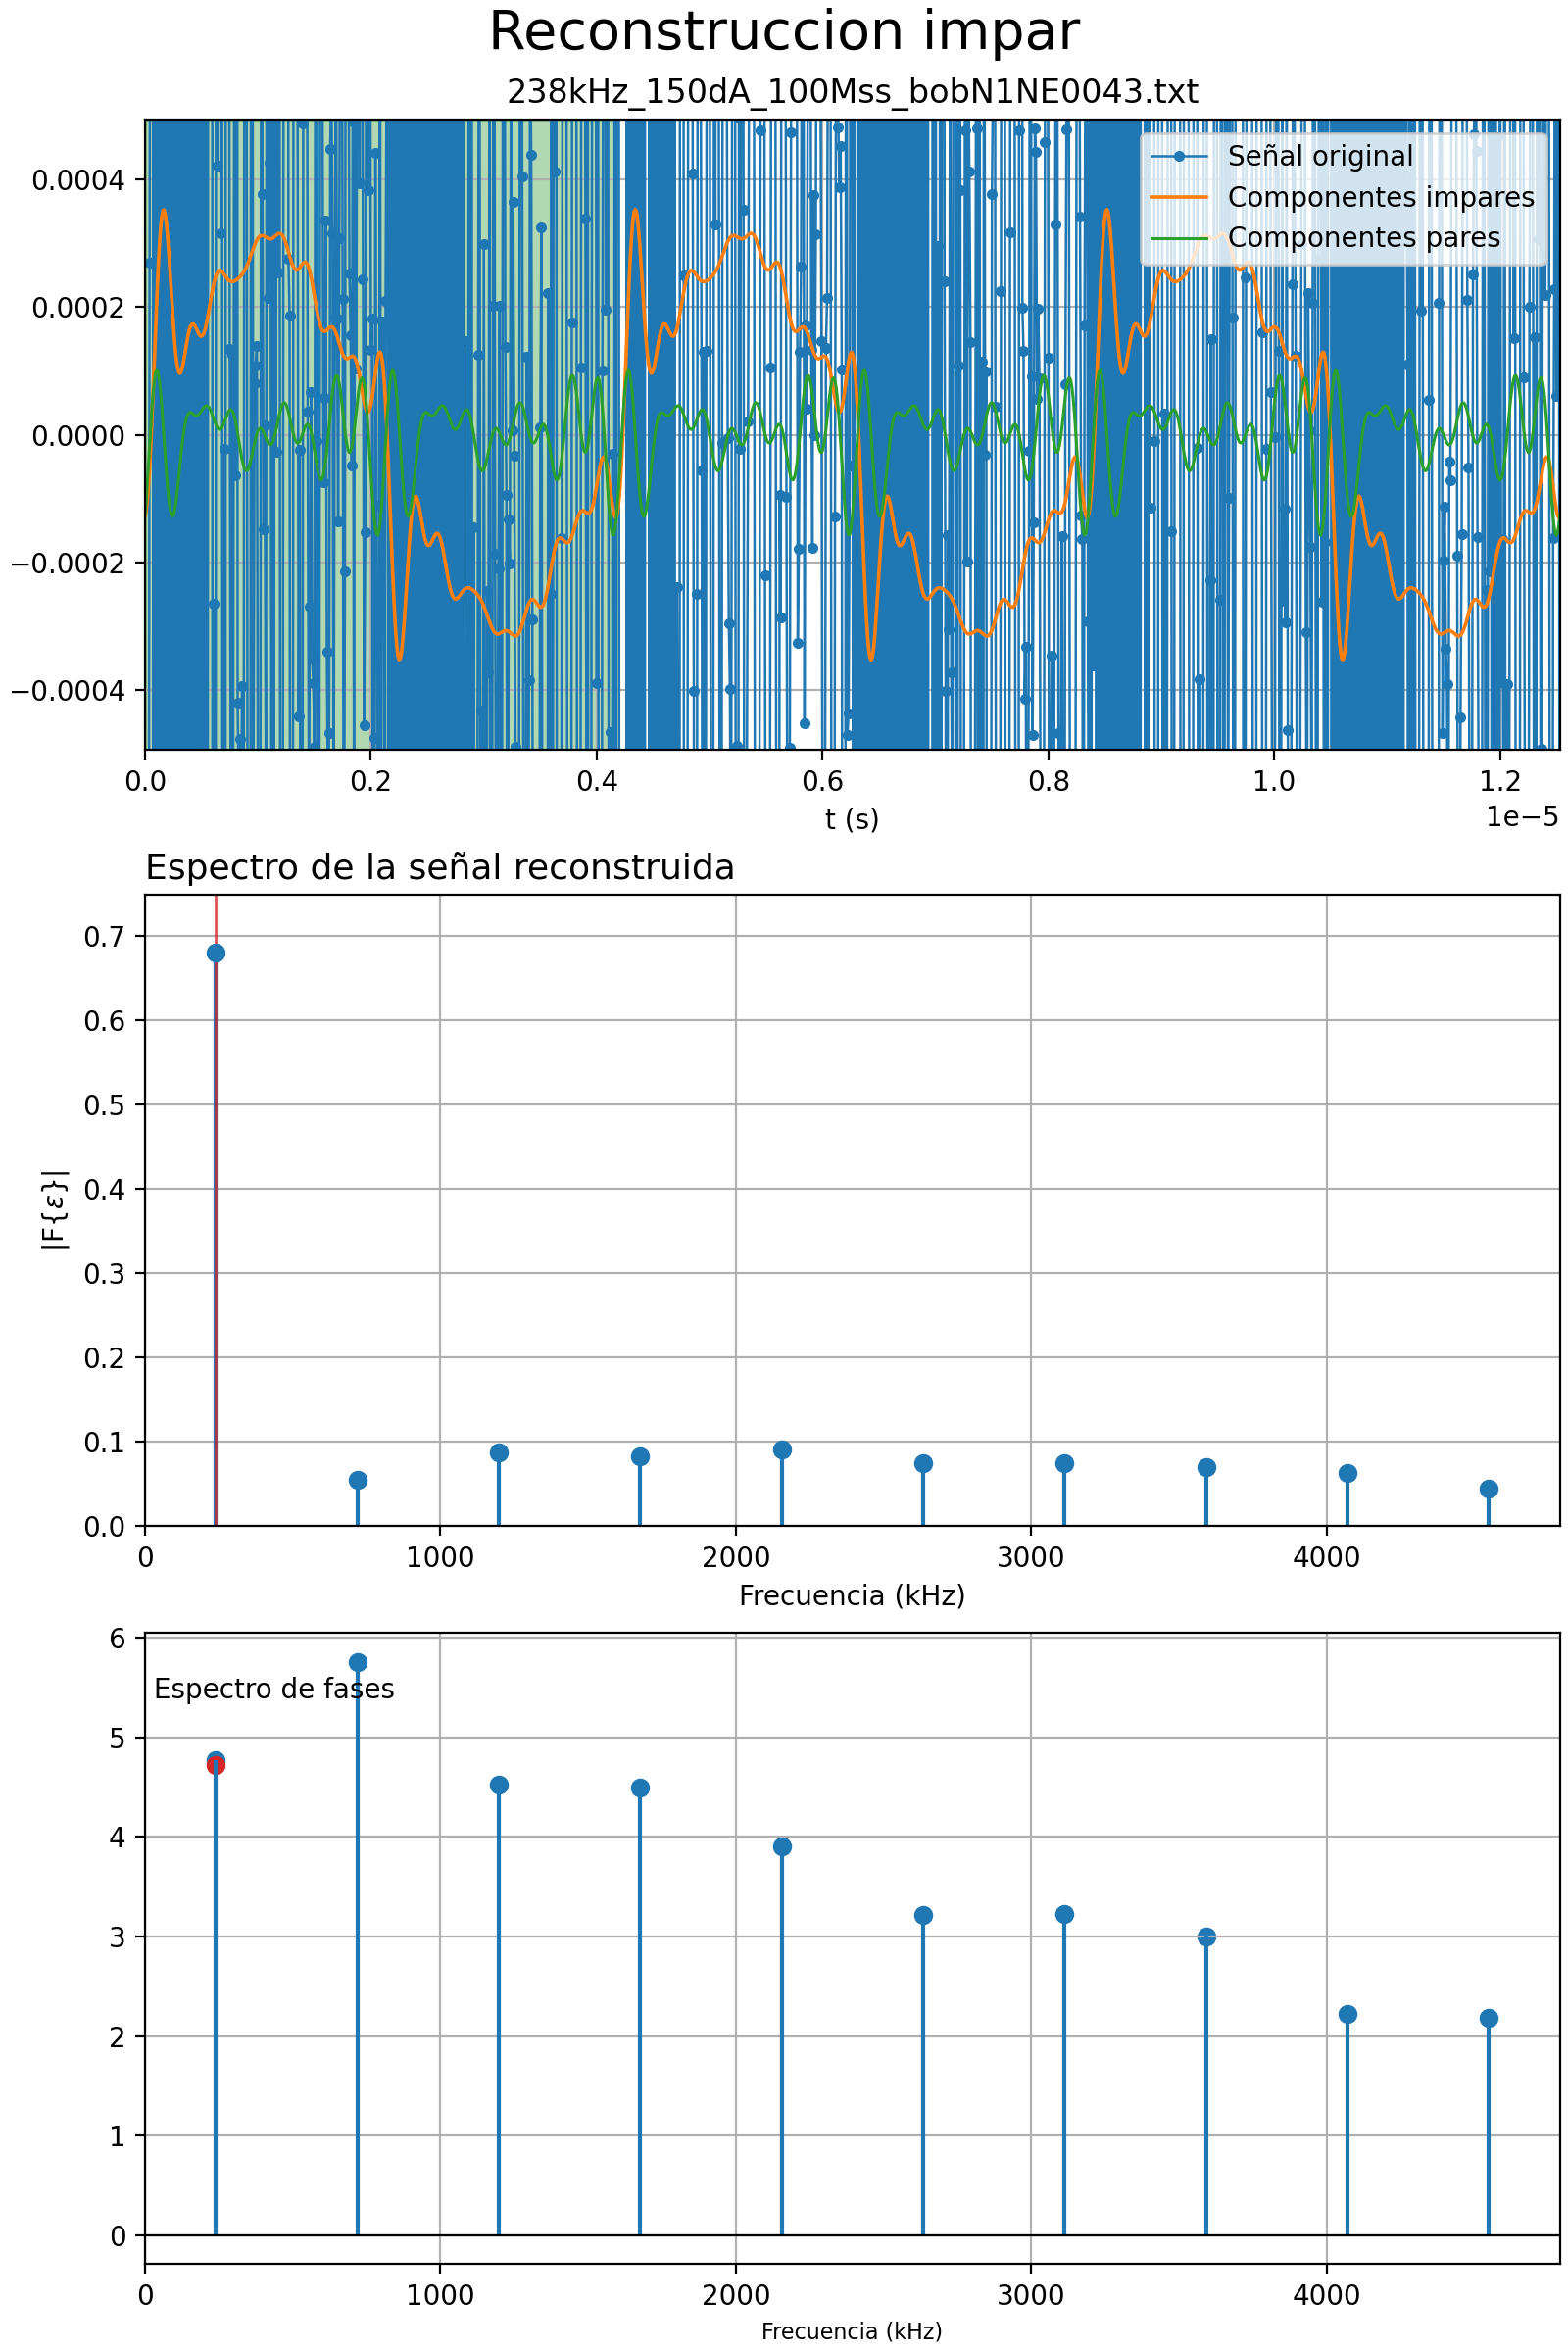 Reconstruccion impar
238kHz_150dA_100Mss_bobN1NE0043.txt
0.0004
0.0002
0.0000
−0.0002
−0.0004
Señal original
Componentes impares
Componentes pares
0.0 0.2 0.4 0.6 0.8 1.0 1.2
1e−5
t (s)
Espectro de la señal reconstruida
0.7
0.6
0.5
0.4
0.3
0.2
0.1
0.0
|F{ε}|
0 1000 2000 3000 4000
Frecuencia (kHz)
6
Espectro de fases
5
4
3
2
1
0
0 1000 2000 3000 4000
Frecuencia (kHz)